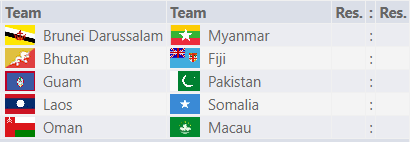 Team Team Res. : Res.
Brunei Darussalam Myanmar :
Bhutan Fiji :
Guam Pakistan :
Laos Somalia :
Oman Macau :